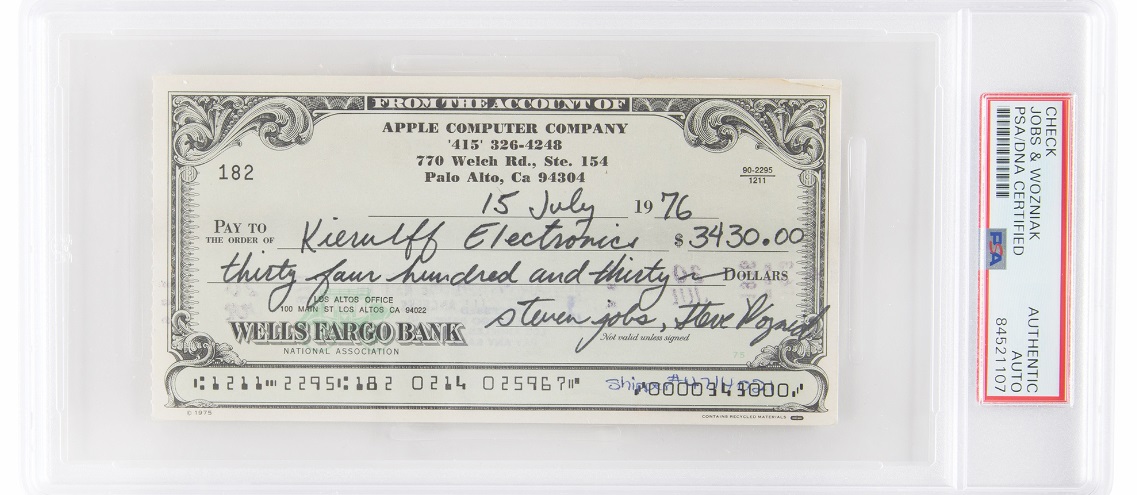 FROM THE ACCOUNT OF
APPLE COMPUTER COMPANY
'415' 326-4248
770 Welch Rd., Ste. 154
Palo Alto, Ca 94304
182
90-2295
1211
15 July 1976
PAY TO
THE ORDER OF Kierulff Electronics $3430.00
thirty four hundred and thirty DOLLARS
LOS ALTOS OFFICE
100 MAIN ST LOS ALTOS CA 94022
WELLS FARGO BANK
NATIONAL ASSOCIATION
steven jobs, Steve Wozniak
Not valid unless signed
75
1211 2295 182 0214 025967 0000343000
© 1975
CONTAINS RECYCLED MATERIALS
CHECK
JOBS & WOZNIAK
PSA/DNA CERTIFIED
PSA
AUTHENTIC
AUTO
84521107